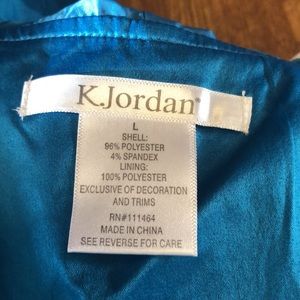 K.Jordan®
L
SHELL:
96% POLYESTER
4% SPANDEX
LINING:
100% POLYESTER
EXCLUSIVE OF DECORATION
AND TRIMS
RN#111464
MADE IN CHINA
SEE REVERSE FOR CARE